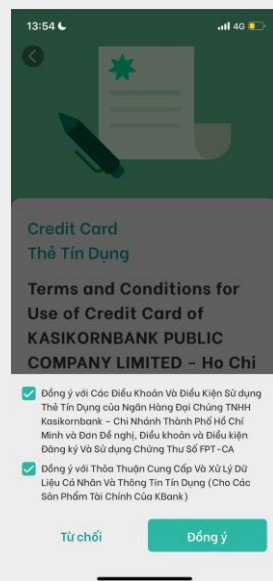 13:54
4G
Credit Card
Thẻ Tín Dụng
Terms and Conditions for
Use of Credit Card of
KASIKORNBANK PUBLIC
COMPANY LIMITED - Ho Chi
Đồng ý với Các Điều Khoản Và Điều Kiện Sử dụng
Thẻ Tín Dụng của Ngân Hàng Đại Chúng TNHH
Kasikornbank - Chi Nhánh Thành Phố Hồ Chí
Minh và Đơn Đề nghị, Điều khoản và Điều kiện
Đăng ký Và Sử dụng Chứng Thư Số FPT-CA
Đồng ý với Thỏa Thuận Cung Cấp Và Xử Lý Dữ
Liệu Cá Nhân Và Thông Tin Tín Dụng (Cho Các
Sản Phẩm Tài Chính Của KBank)
Từ chối
Đồng ý